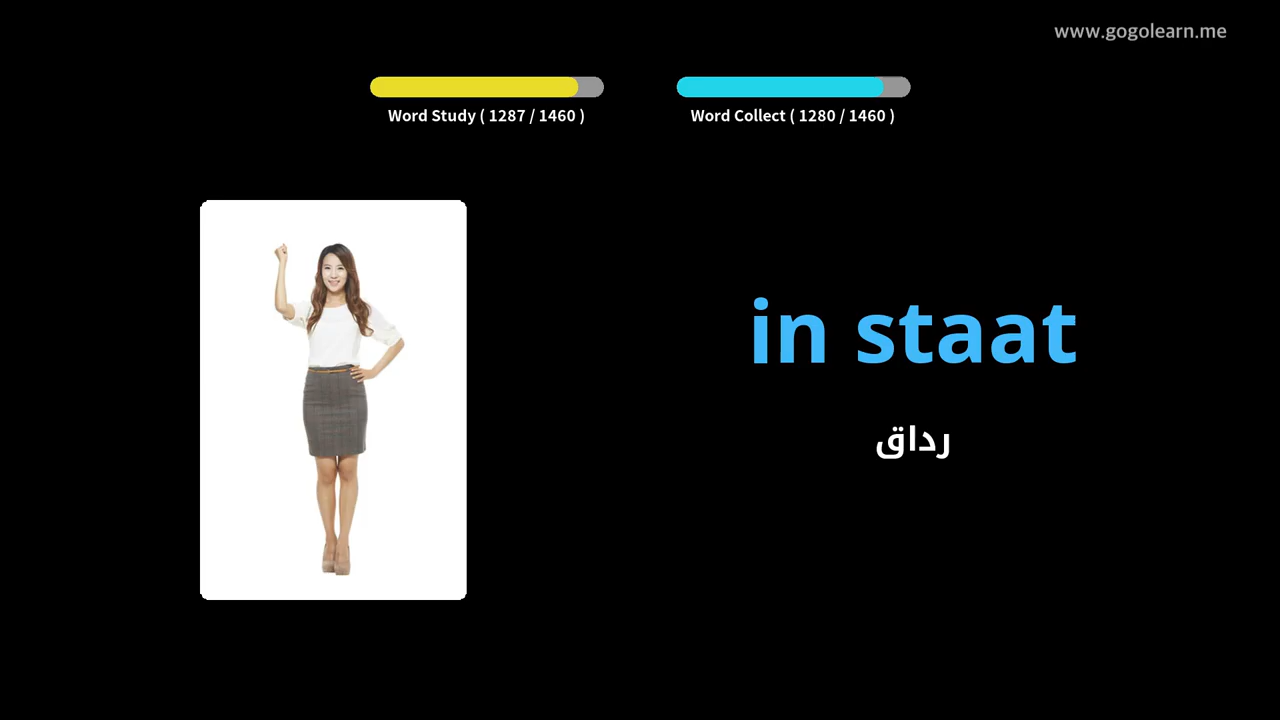 www.gogolearn.me
Word Study ( 1287 / 1460 )
Word Collect ( 1280 / 1460 )
in staat
رداق